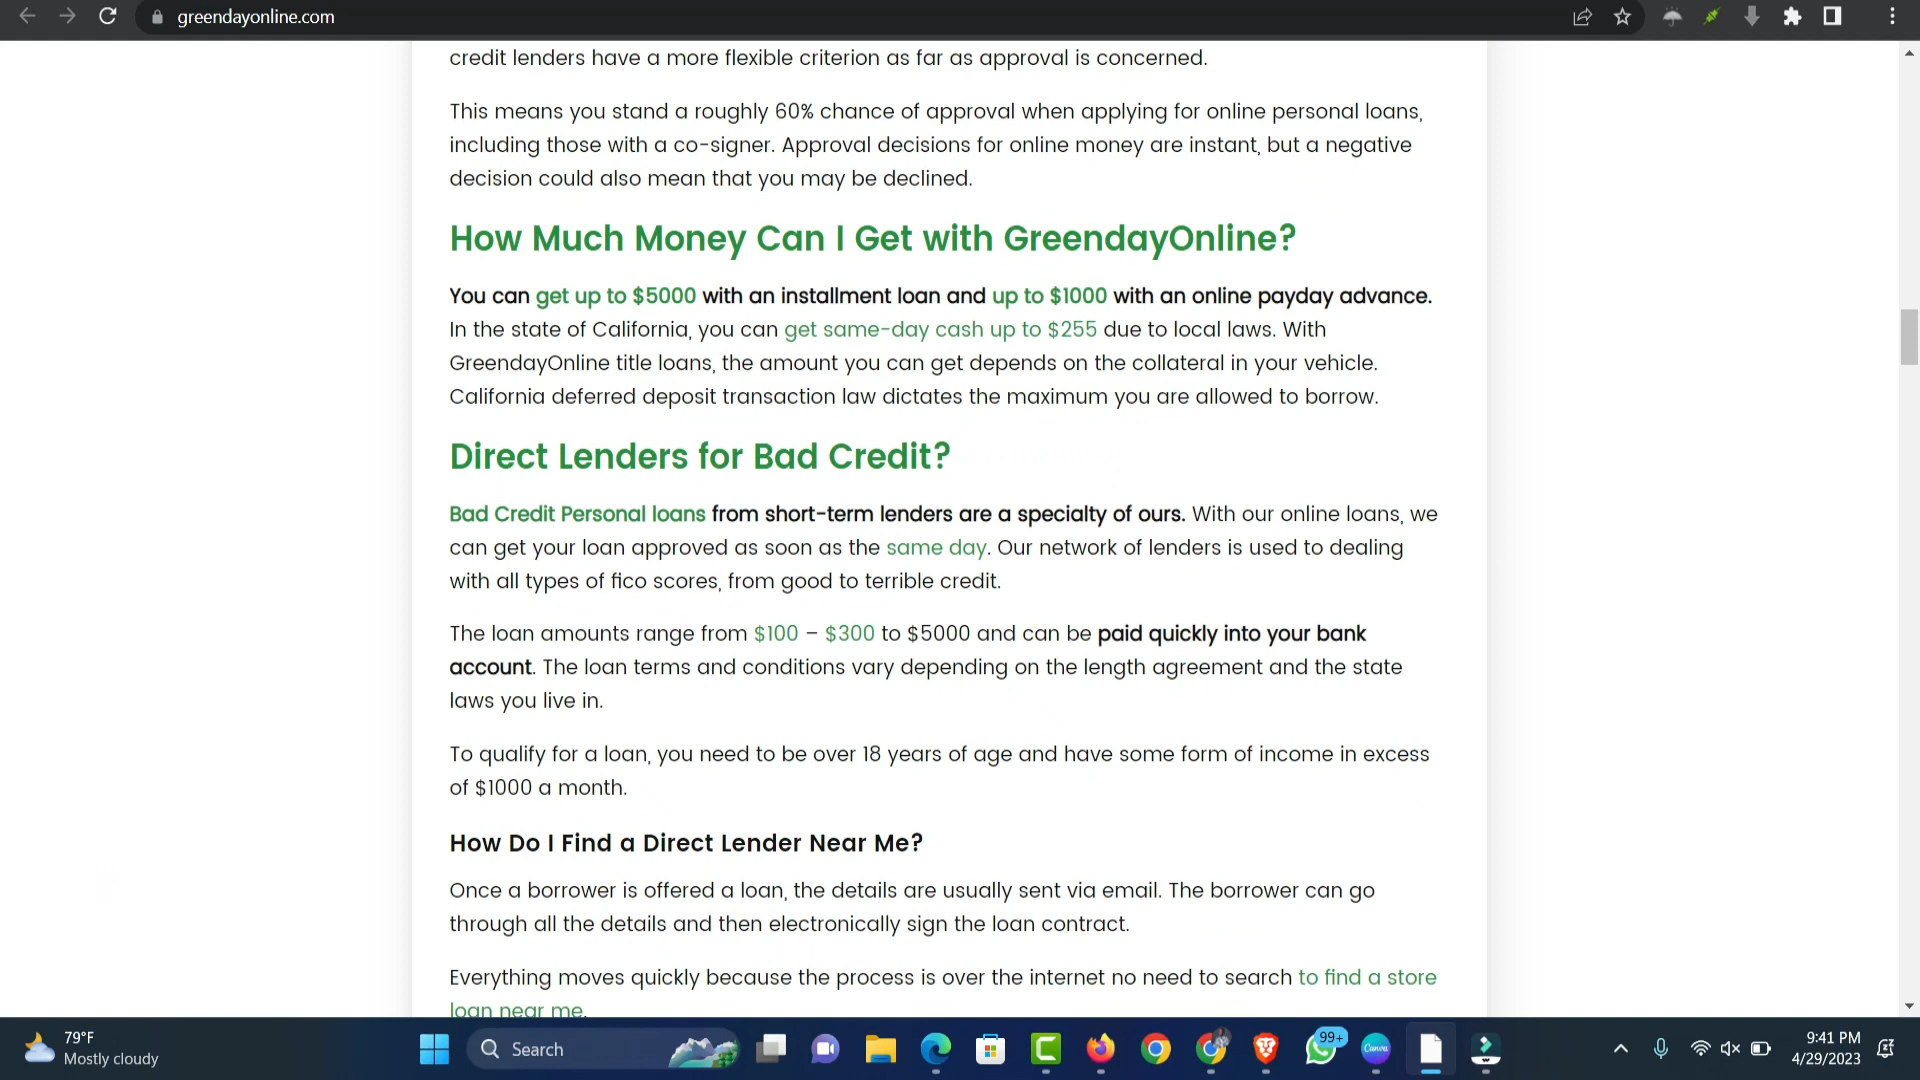 greendayonline.com
credit lenders have a more flexible criterion as far as approval is concerned.
This means you stand a roughly 60% chance of approval when applying for online personal loans,
including those with a co-signer. Approval decisions for online money are instant, but a negative
decision could also mean that you may be declined.
How Much Money Can I Get with GreendayOnline?
You can get up to $5000 with an installment loan and up to $1000 with an online payday advance.
In the state of California, you can get same-day cash up to $255 due to local laws. With
GreendayOnline title loans, the amount you can get depends on the collateral in your vehicle.
California deferred deposit transaction law dictates the maximum you are allowed to borrow.
Direct Lenders for Bad Credit?
Bad Credit Personal loans from short-term lenders are a specialty of ours. With our online loans, we
can get your loan approved as soon as the same day. Our network of lenders is used to dealing
with all types of fico scores, from good to terrible credit.
The loan amounts range from $100 – $300 to $5000 and can be paid quickly into your bank
account. The loan terms and conditions vary depending on the length agreement and the state
laws you live in.
To qualify for a loan, you need to be over 18 years of age and have some form of income in excess
of $1000 a month.
How Do I Find a Direct Lender Near Me?
Once a borrower is offered a loan, the details are usually sent via email. The borrower can go
through all the details and then electronically sign the loan contract.
Everything moves quickly because the process is over the internet no need to search to find a store
loan near me.
79°F
Mostly cloudy
Search
99+
Canva
9:41 PM
4/29/2023